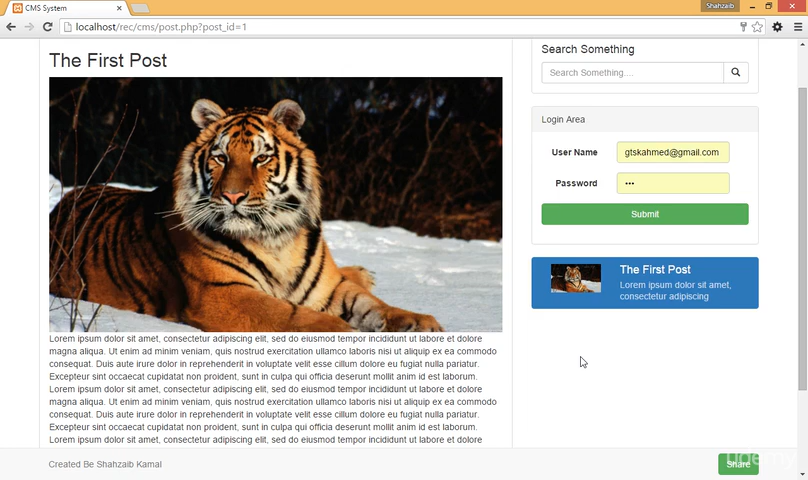 CMS System
Shahzaib
localhost/rec/cms/post.php?post_id=1
The First Post
Lorem ipsum dolor sit amet, consectetur adipiscing elit, sed do eiusmod tempor incididunt ut labore et dolore
magna aliqua. Ut enim ad minim veniam, quis nostrud exercitation ullamco laboris nisi ut aliquip ex ea commodo
consequat. Duis aute irure dolor in reprehenderit in voluptate velit esse cillum dolore eu fugiat nulla pariatur.
Excepteur sint occaecat cupidatat non proident, sunt in culpa qui officia deserunt mollit anim id est laborum.
Lorem ipsum dolor sit amet, consectetur adipiscing elit, sed do eiusmod tempor incididunt ut labore et dolore
magna aliqua. Ut enim ad minim veniam, quis nostrud exercitation ullamco laboris nisi ut aliquip ex ea commodo
consequat. Duis aute irure dolor in reprehenderit in voluptate velit esse cillum dolore eu fugiat nulla pariatur.
Excepteur sint occaecat cupidatat non proident, sunt in culpa qui officia deserunt mollit anim id est laborum.
Lorem ipsum dolor sit amet, consectetur adipiscing elit, sed do eiusmod tempor incididunt ut labore et dolore
Search Something
Search Something....
Login Area
User Name gtskahmed@gmail.com
Password •••
Submit
The First Post
Lorem ipsum dolor sit amet,
consectetur adipiscing
Created Be Shahzaib Kamal
Share
udemy